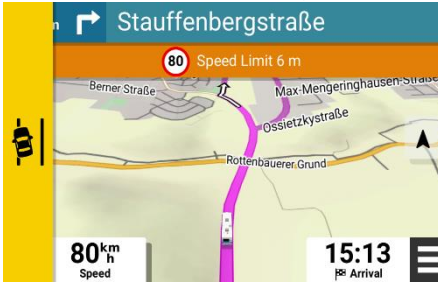 m Stauffenbergstraße
80 Speed Limit 6 m
Berner Straße
Max-Mengeringhausen-Straße
Ossietzkystraße
Rottenbauerer Grund
80 km/h
Speed
15:13
Arrival